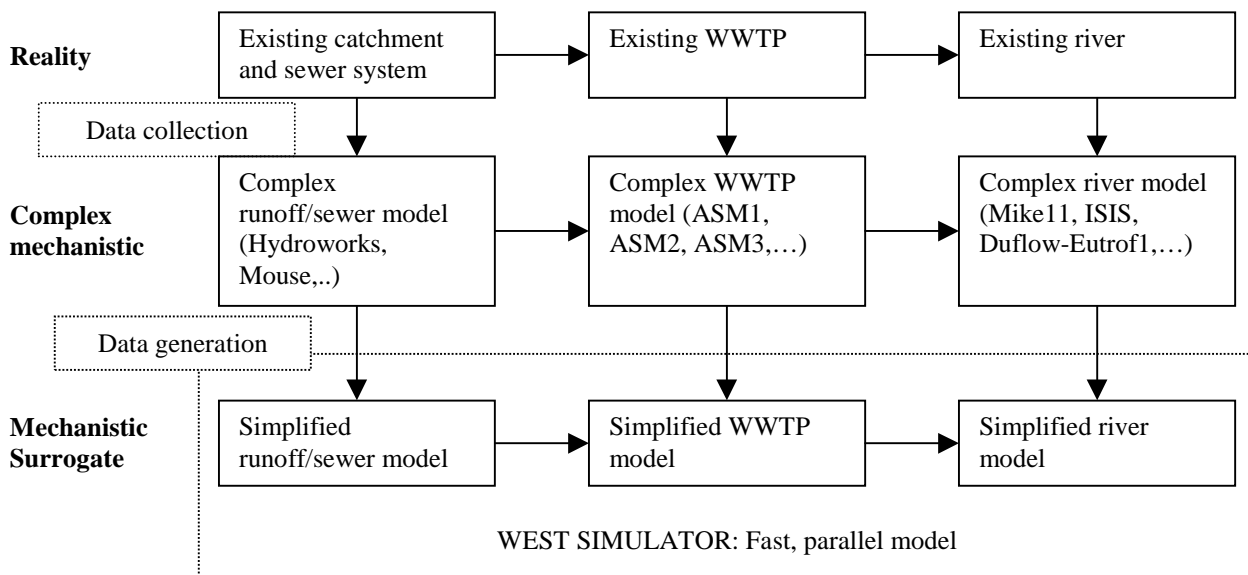 Reality
Existing catchment
and sewer system
Existing WWTP
Existing river
Data collection
Complex
mechanistic
Complex
runoff/sewer model
(Hydroworks,
Mouse,..)
Complex WWTP
model (ASM1,
ASM2, ASM3,…)
Complex river model
(Mike11, ISIS,
Duflow-Eutrof1,…)
Data generation
Mechanistic
Surrogate
Simplified
runoff/sewer model
Simplified WWTP
model
Simplified river
model
WEST SIMULATOR: Fast, parallel model